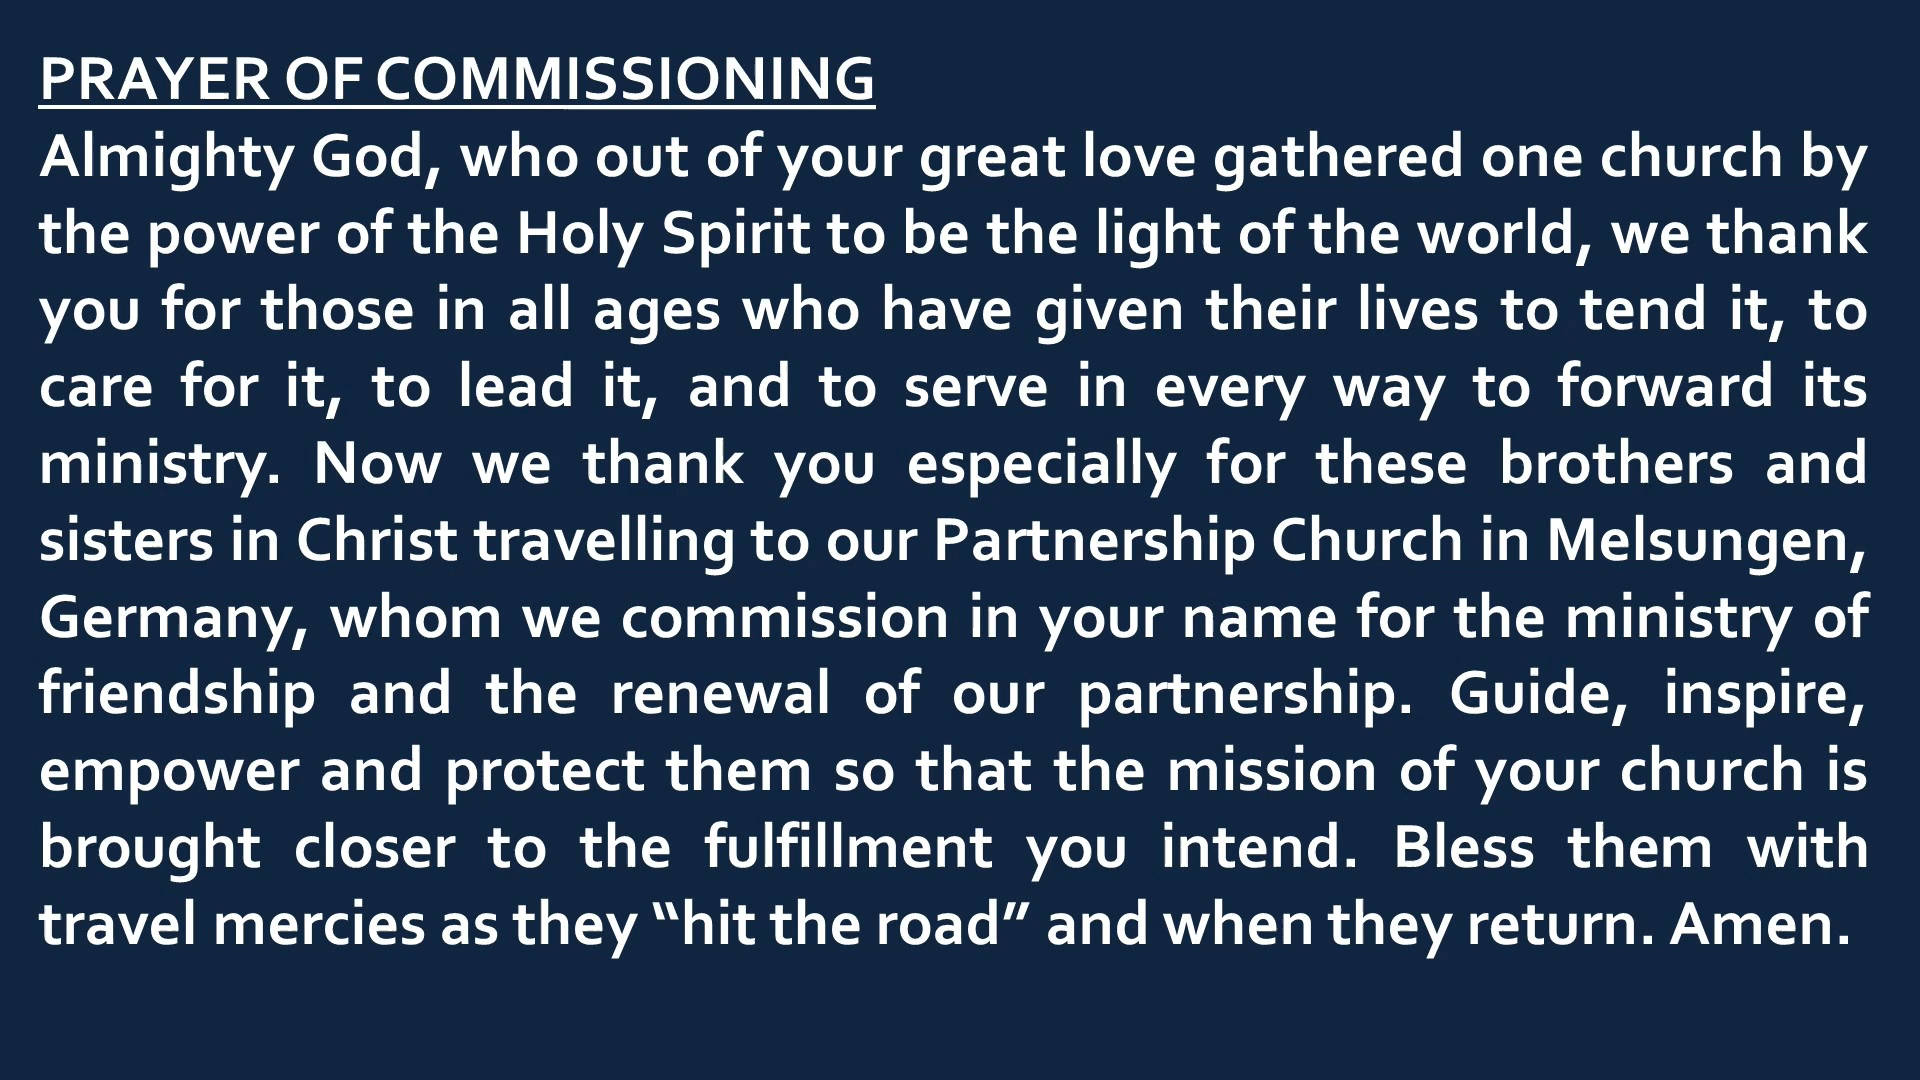 PRAYER OF COMMISSIONING
Almighty God, who out of your great love gathered one church by
the power of the Holy Spirit to be the light of the world, we thank
you for those in all ages who have given their lives to tend it, to
care for it, to lead it, and to serve in every way to forward its
ministry. Now we thank you especially for these brothers and
sisters in Christ travelling to our Partnership Church in Melsungen,
Germany, whom we commission in your name for the ministry of
friendship and the renewal of our partnership. Guide, inspire,
empower and protect them so that the mission of your church is
brought closer to the fulfillment you intend. Bless them with
travel mercies as they “hit the road” and when they return. Amen.